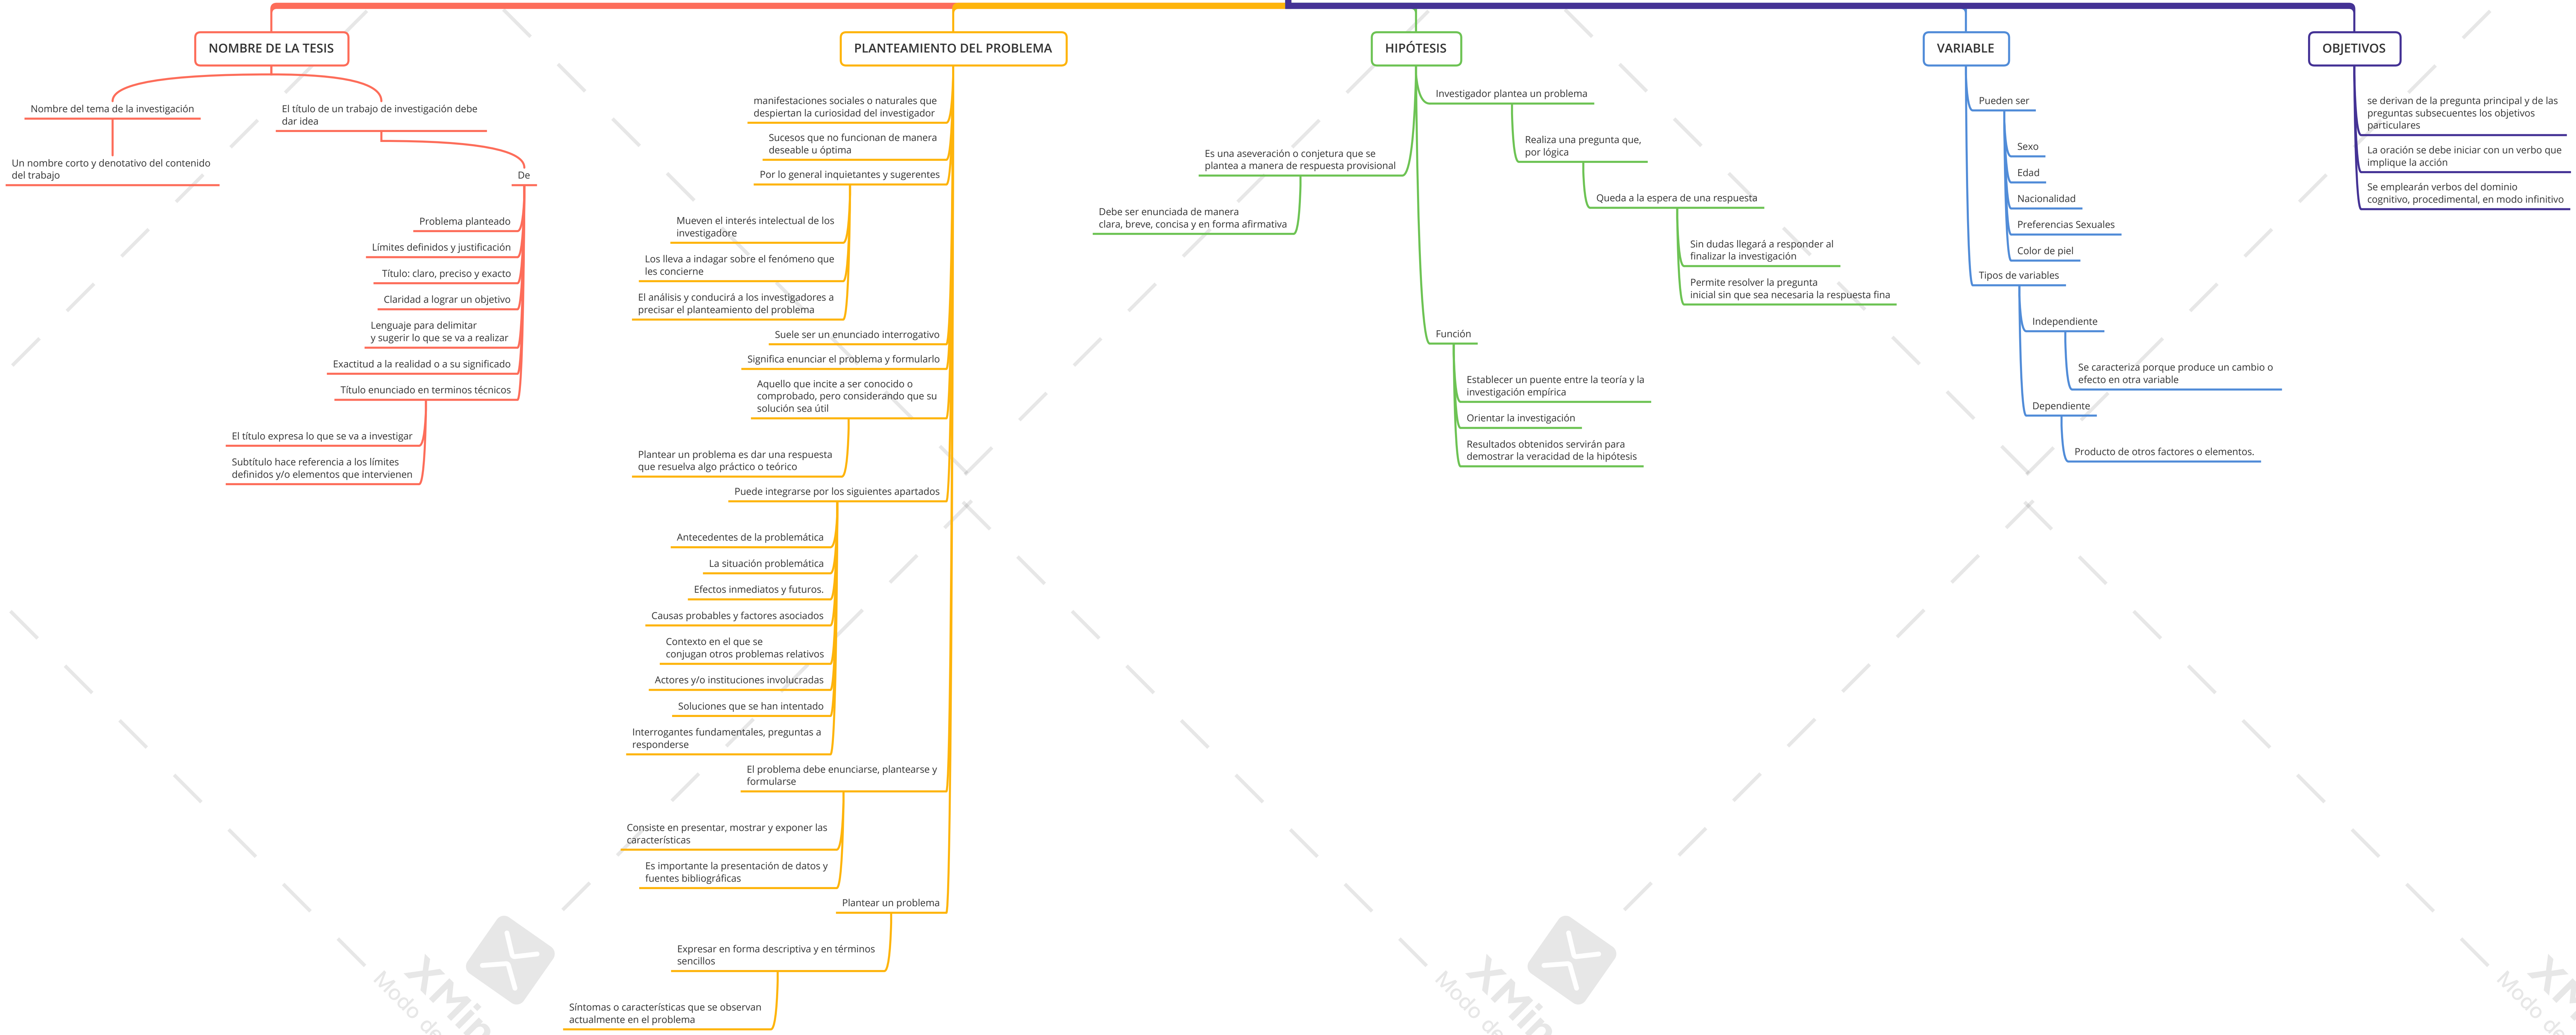 NOMBRE DE LA TESIS
Nombre del tema de la investigación
Un nombre corto y denotativo del contenido
del trabajo
El título de un trabajo de investigación debe
dar idea
De
Problema planteado
Límites definidos y justificación
Título: claro, preciso y exacto
Claridad a lograr un objetivo
Lenguaje para delimitar
y sugerir lo que se va a realizar
Exactitud a la realidad o a su significado
Título enunciado en terminos técnicos
El título expresa lo que se va a investigar
Subtítulo hace referencia a los límites
definidos y/o elementos que intervienen
PLANTEAMIENTO DEL PROBLEMA
manifestaciones sociales o naturales que
despiertan la curiosidad del investigador
Sucesos que no funcionan de manera
deseable u óptima
Por lo general inquietantes y sugerentes
Mueven el interés intelectual de los
investigadore
Los lleva a indagar sobre el fenómeno que
les concierne
El análisis y conducirá a los investigadores a
precisar el planteamiento del problema
Suele ser un enunciado interrogativo
Significa enunciar el problema y formularlo
Aquello que incite a ser conocido o
comprobado, pero considerando que su
solución sea útil
Plantear un problema es dar una respuesta
que resuelva algo práctico o teórico
Puede integrarse por los siguientes apartados
Antecedentes de la problemática
La situación problemática
Efectos inmediatos y futuros.
Causas probables y factores asociados
Contexto en el que se
conjugan otros problemas relativos
Actores y/o instituciones involucradas
Soluciones que se han intentado
Interrogantes fundamentales, preguntas a
responderse
El problema debe enunciarse, plantearse y
formularse
Consiste en presentar, mostrar y exponer las
características
Es importante la presentación de datos y
fuentes bibliográficas
Plantear un problema
Expresar en forma descriptiva y en términos
sencillos
Síntomas o características que se observan
actualmente en el problema
HIPÓTESIS
Investigador plantea un problema
Realiza una pregunta que,
por lógica
Queda a la espera de una respuesta
Sin dudas llegará a responder al
finalizar la investigación
Permite resolver la pregunta
inicial sin que sea necesaria la respuesta fina
Es una aseveración o conjetura que se
plantea a manera de respuesta provisional
Debe ser enunciada de manera
clara, breve, concisa y en forma afirmativa
Función
Establecer un puente entre la teoría y la
investigación empírica
Orientar la investigación
Resultados obtenidos servirán para
demostrar la veracidad de la hipótesis
VARIABLE
Pueden ser
Sexo
Edad
Nacionalidad
Preferencias Sexuales
Color de piel
Tipos de variables
Independiente
Se caracteriza porque produce un cambio o
efecto en otra variable
Dependiente
Producto de otros factores o elementos.
OBJETIVOS
se derivan de la pregunta principal y de las
preguntas subsecuentes los objetivos
particulares
La oración se debe iniciar con un verbo que
implique la acción
Se emplearán verbos del dominio
cognitivo, procedimental, en modo infinitivo
XMin
Modo de
XMin
Modo de
Modo de